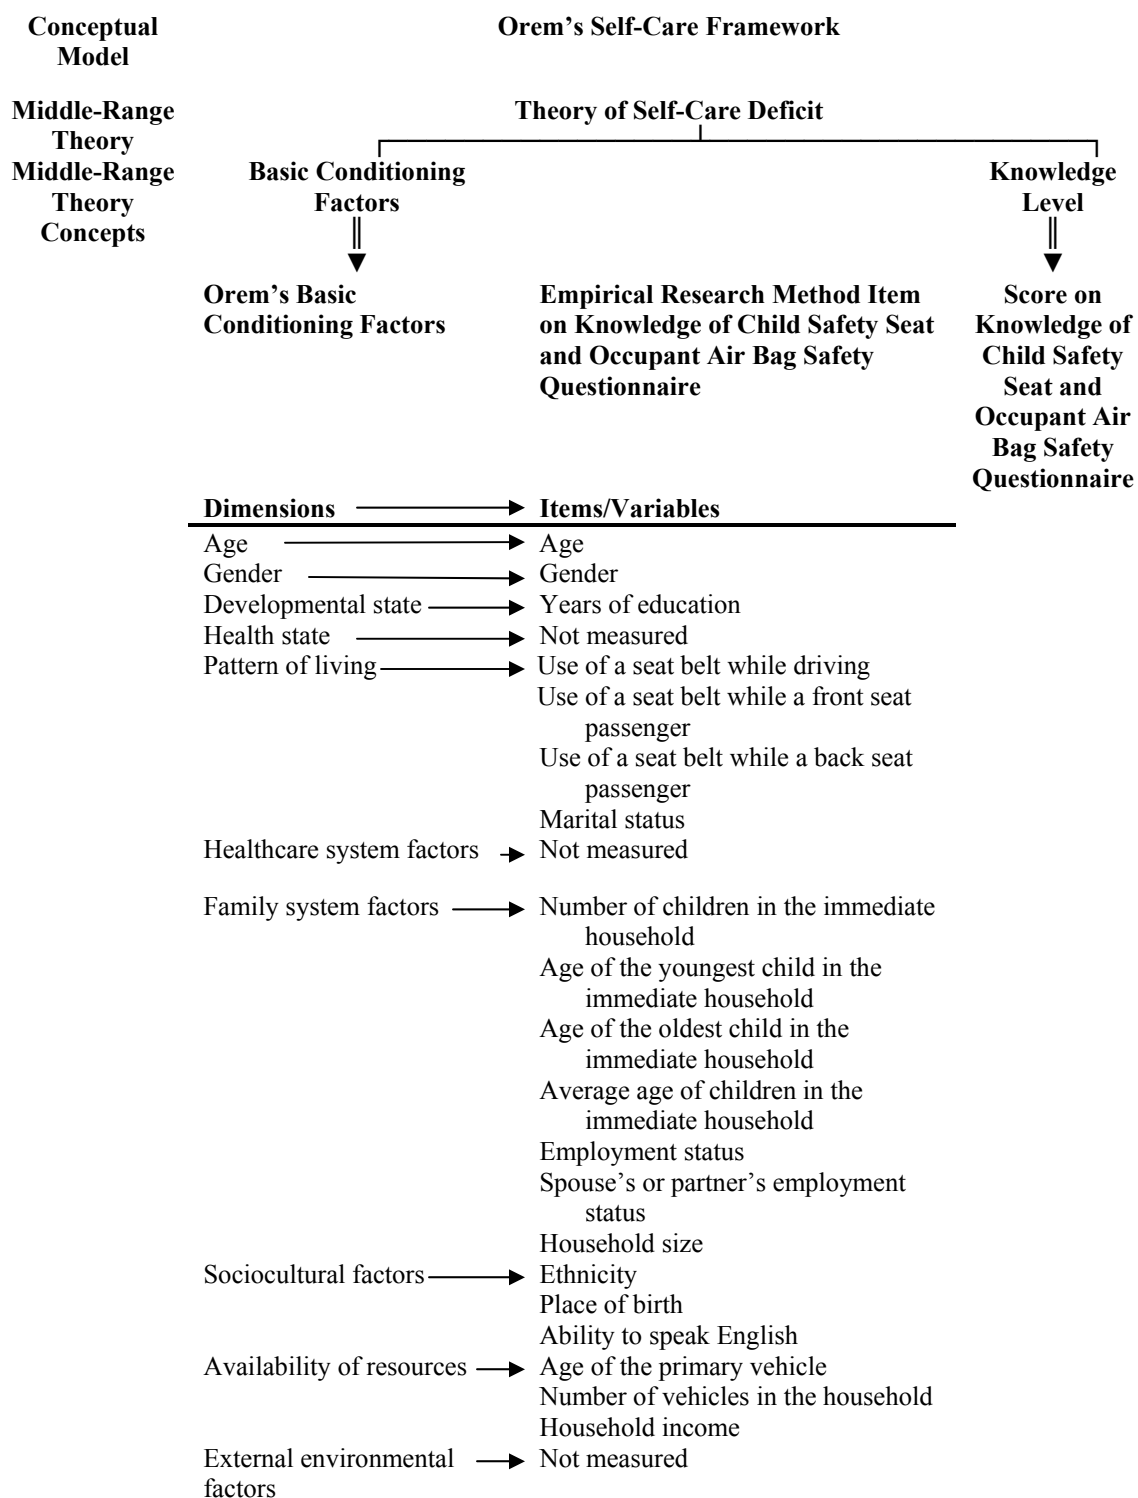 Conceptual Model
Orem’s Self-Care Framework
Middle-Range Theory
Theory of Self-Care Deficit
Middle-Range Theory Concepts
Basic Conditioning Factors
Knowledge Level
Orem’s Basic Conditioning Factors
Empirical Research Method Item
on Knowledge of Child Safety Seat
and Occupant Air Bag Safety
Questionnaire
Score on
Knowledge of
Child Safety
Seat and
Occupant Air
Bag Safety
Questionnaire
Dimensions Items/Variables
Age Age
Gender Gender
Developmental state Years of education
Health state Not measured
Pattern of living Use of a seat belt while driving
Use of a seat belt while a front seat
passenger
Use of a seat belt while a back seat
passenger
Marital status
Healthcare system factors Not measured
Family system factors Number of children in the immediate
household
Age of the youngest child in the
immediate household
Age of the oldest child in the
immediate household
Average age of children in the
immediate household
Employment status
Spouse’s or partner’s employment
status
Household size
Sociocultural factors Ethnicity
Place of birth
Ability to speak English
Availability of resources Age of the primary vehicle
Number of vehicles in the household
Household income
External environmental Not measured
factors